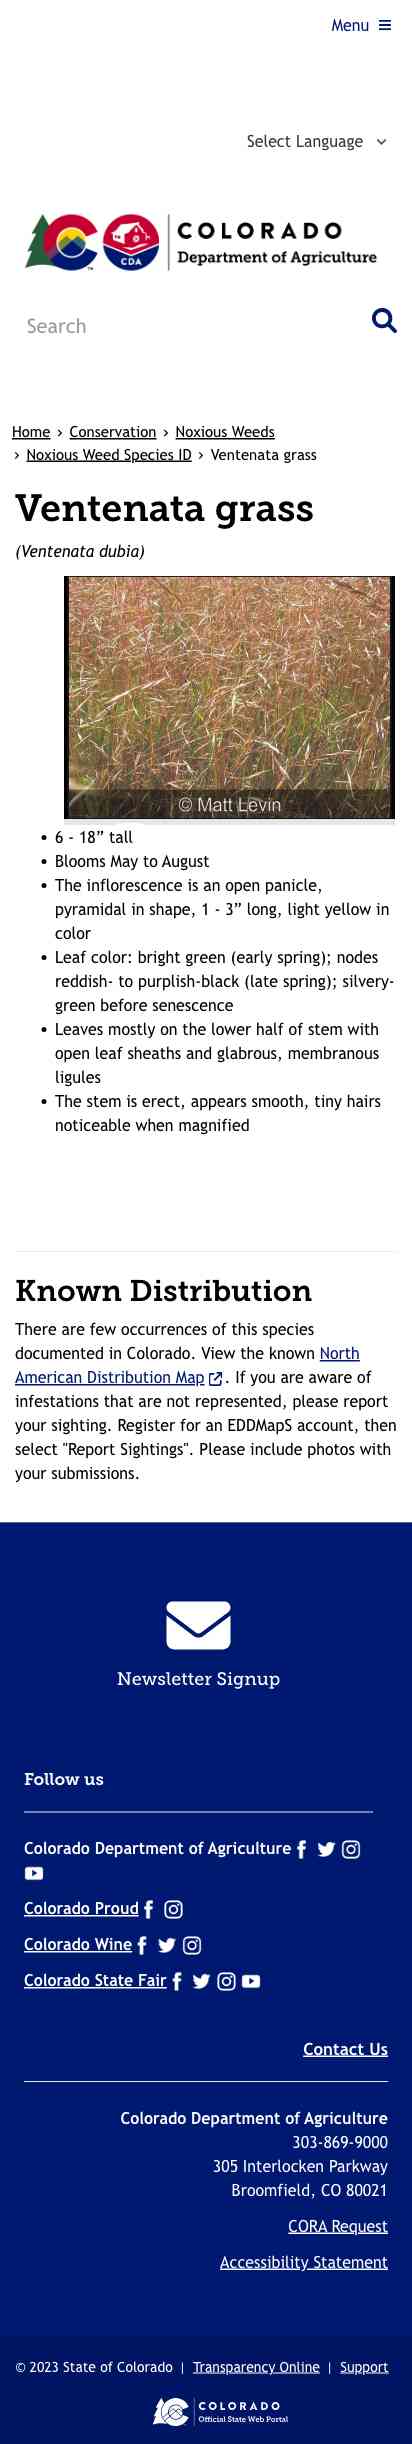 Menu
Select Language
COLORADO
Department of Agriculture
CDA
TM
Search
Home › Conservation › Noxious Weeds
› Noxious Weed Species ID › Ventenata grass
Ventenata grass
(Ventenata dubia)
© Matt Levin
• 6 - 18” tall
• Blooms May to August
• The inflorescence is an open panicle,
pyramidal in shape, 1 - 3” long, light yellow in
color
• Leaf color: bright green (early spring); nodes
reddish- to purplish-black (late spring); silvery-
green before senescence
• Leaves mostly on the lower half of stem with
open leaf sheaths and glabrous, membranous
ligules
• The stem is erect, appears smooth, tiny hairs
noticeable when magnified
Known Distribution
There are few occurrences of this species
documented in Colorado. View the known North
American Distribution Map. If you are aware of
infestations that are not represented, please report
your sighting. Register for an EDDMapS account, then
select "Report Sightings". Please include photos with
your submissions.
Newsletter Signup
Follow us
Colorado Department of Agriculture
Colorado Proud
Colorado Wine
Colorado State Fair
Contact Us
Colorado Department of Agriculture
303-869-9000
305 Interlocken Parkway
Broomfield, CO 80021
CORA Request
Accessibility Statement
© 2023 State of Colorado | Transparency Online | Support
COLORADO
Official State Web Portal